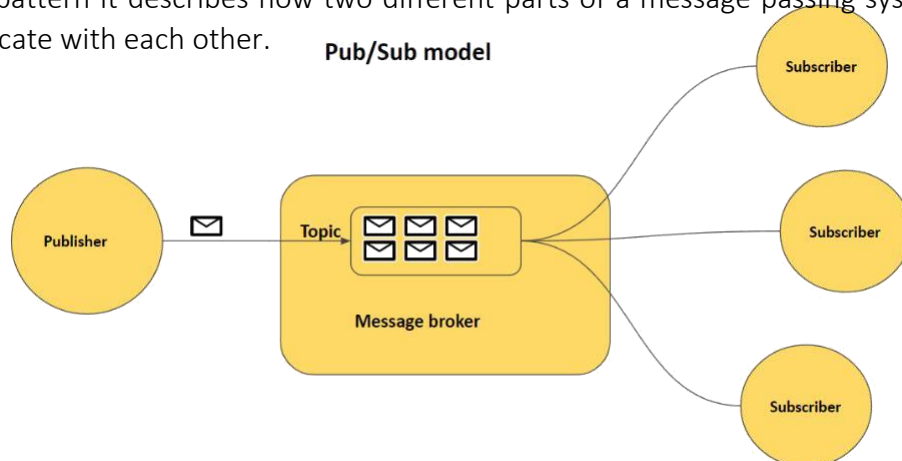 pattern it describes how two different parts of a message passing sys
cate with each other.
Pub/Sub model
Subscriber
Publisher
Topic
Subscriber
Message broker
Subscriber